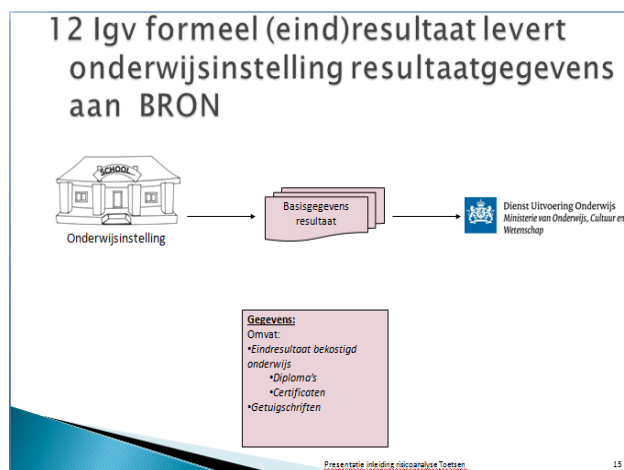 12 Igv formeel (eind)resultaat levert
onderwijsinstelling resultaatgegevens
aan BRON
SCHOOL
Onderwijsinstelling
Basisgegevens
resultaat
Dienst Uitvoering Onderwijs
Ministerie van Onderwijs, Cultuur en
Wetenschap
Gegevens:
Omvat:
•Eindresultaat bekostigd
onderwijs
•Diploma's
•Certificaten
•Getuigschriften
Presentatie inleiding risicoanalyse Toetsen
15